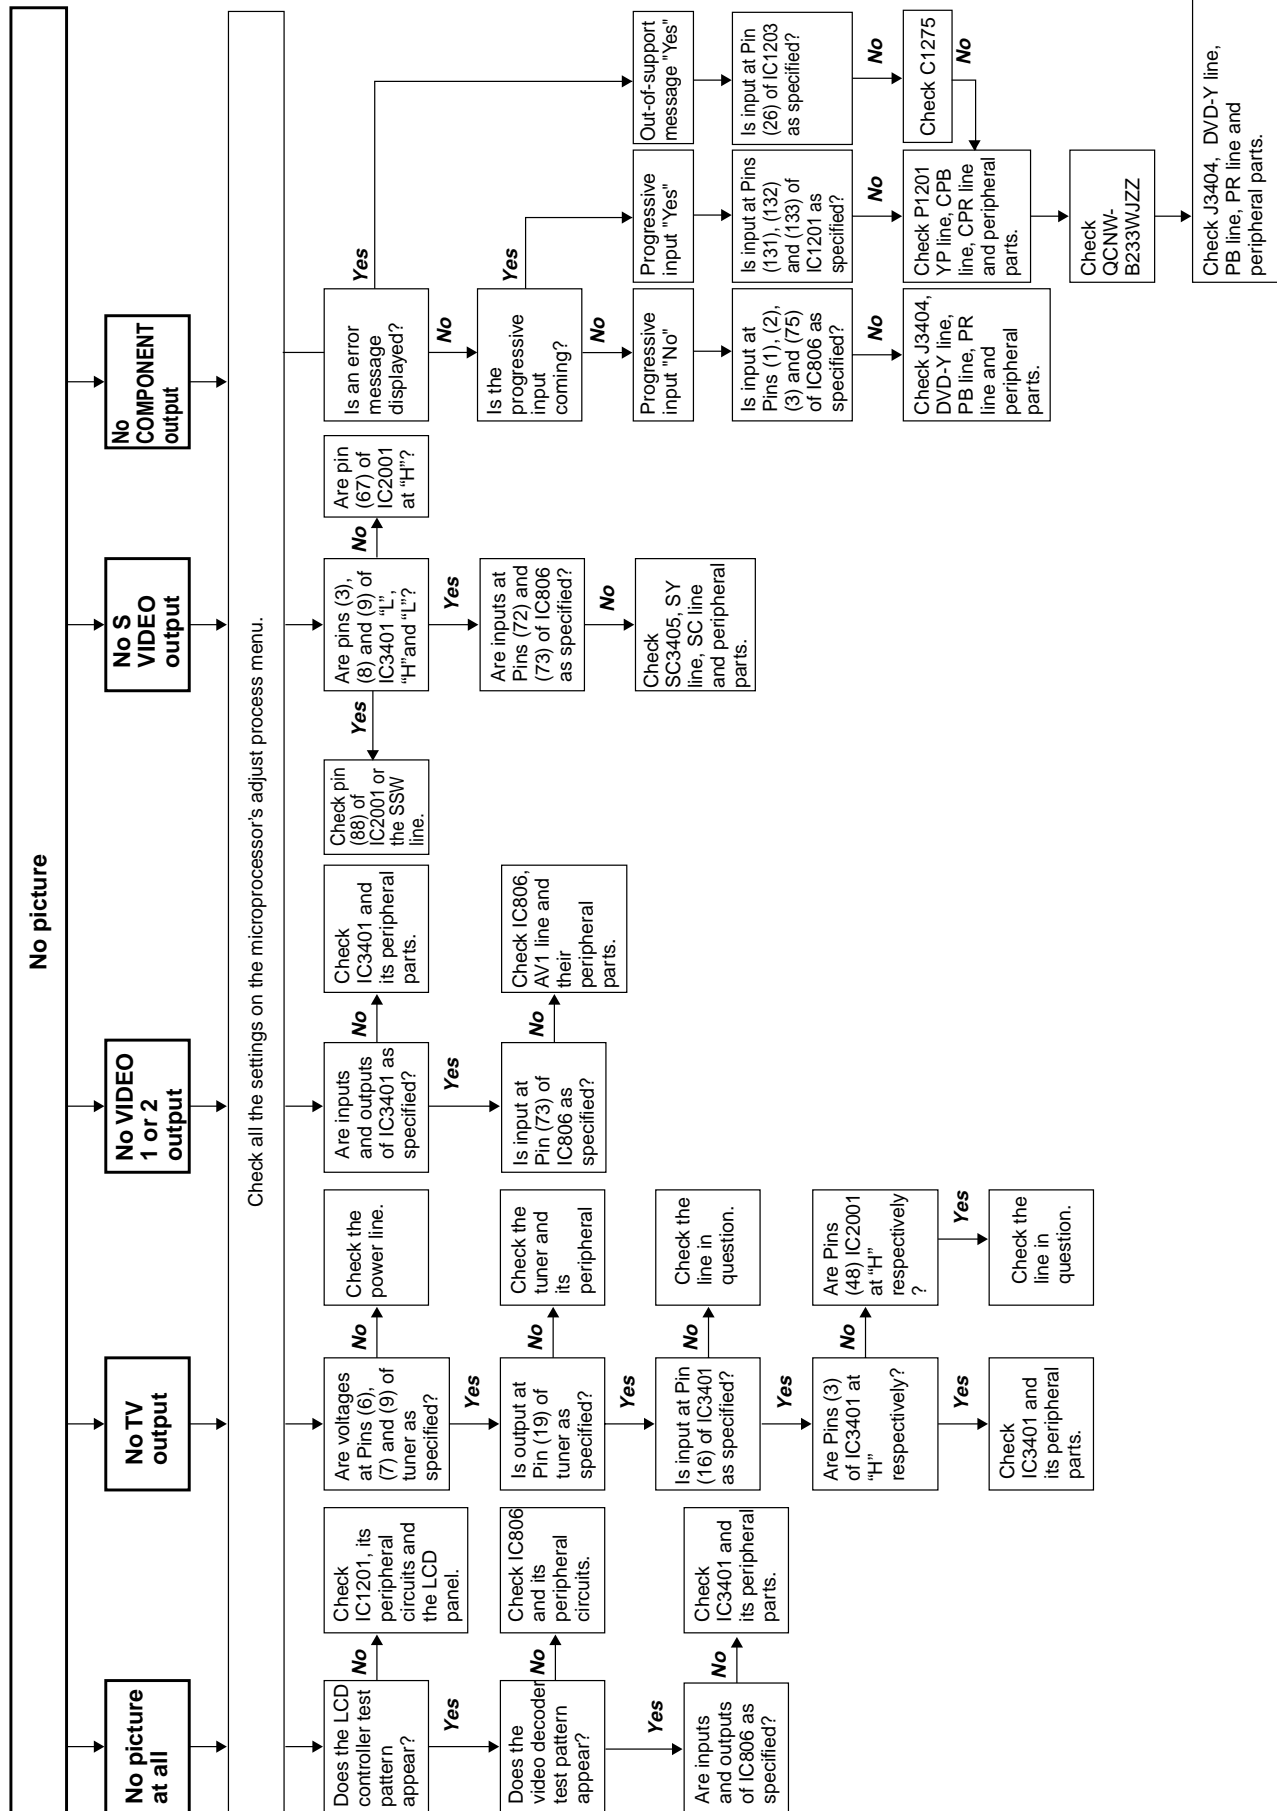 No picture
No picture
at all
No TV
output
No VIDEO
1 or 2
output
No S
VIDEO
output
No
COMPONENT
output
Check all the settings on the microprocessor's adjust process menu.
Does the LCD
controller test
pattern
appear?
No
Check
IC1201, its
peripheral
circuits and
the LCD
panel.
Yes
Does the
video decoder
test pattern
appear?
No
Check IC806
and its
peripheral
circuits.
Yes
Are inputs
and outputs
of IC806 as
specified?
No
Check
IC3401 and
its peripheral
parts.
Are voltages
at Pins (6),
(7) and (9) of
tuner as
specified?
No
Check the
power line.
Yes
Is output at
Pin (19) of
tuner as
specified?
No
Check the
tuner and
its
peripheral
Yes
Is input at Pin
(16) of IC3401
as specified?
No
Check the
line in
question.
Yes
Are Pins (3)
of IC3401 at
“H”
respectively?
No
Are Pins
(48) IC2001
at “H”
respectively
?
Yes
Check
IC3401 and
its peripheral
parts.
Yes
Check the
line in
question.
Are inputs
and outputs
of IC3401 as
specified?
No
Check
IC3401 and
its peripheral
parts.
Yes
Is input at
Pin (73) of
IC806 as
specified?
No
Check IC806,
AV1 line and
their
peripheral
parts.
Check pin
(88) of
IC2001 or
the SSW
line.
Yes
Are pins (3),
(8) and (9) of
IC3401 “L”,
“H”and “L”?
No
Are pin
(67) of
IC2001
at “H”?
Yes
Are inputs at
Pins (72) and
(73) of IC806
as specified?
No
Check
SC3405, SY
line, SC line
and peripheral
parts.
Is an error
message
displayed?
Yes
No
Is the
progressive
input
coming?
Yes
No
Progressive
input "No"
Progressive
input "Yes"
Out-of-support
message "Yes"
Is input at
Pins (1), (2),
(3) and (75)
of IC806 as
specified?
Is input at Pins
(131), (132)
and (133) of
IC1201 as
specified?
Is input at Pin
(26) of IC1203
as specified?
No
No
No
Check J3404,
DVD-Y line,
PB line, PR
line and
peripheral
parts.
Check P1201
YP line, CPB
line, CPR line
and peripheral
parts.
Check C1275
No
Check
QCNW-
B233WJZZ
Check J3404, DVD-Y line,
PB line, PR line and
peripheral parts.